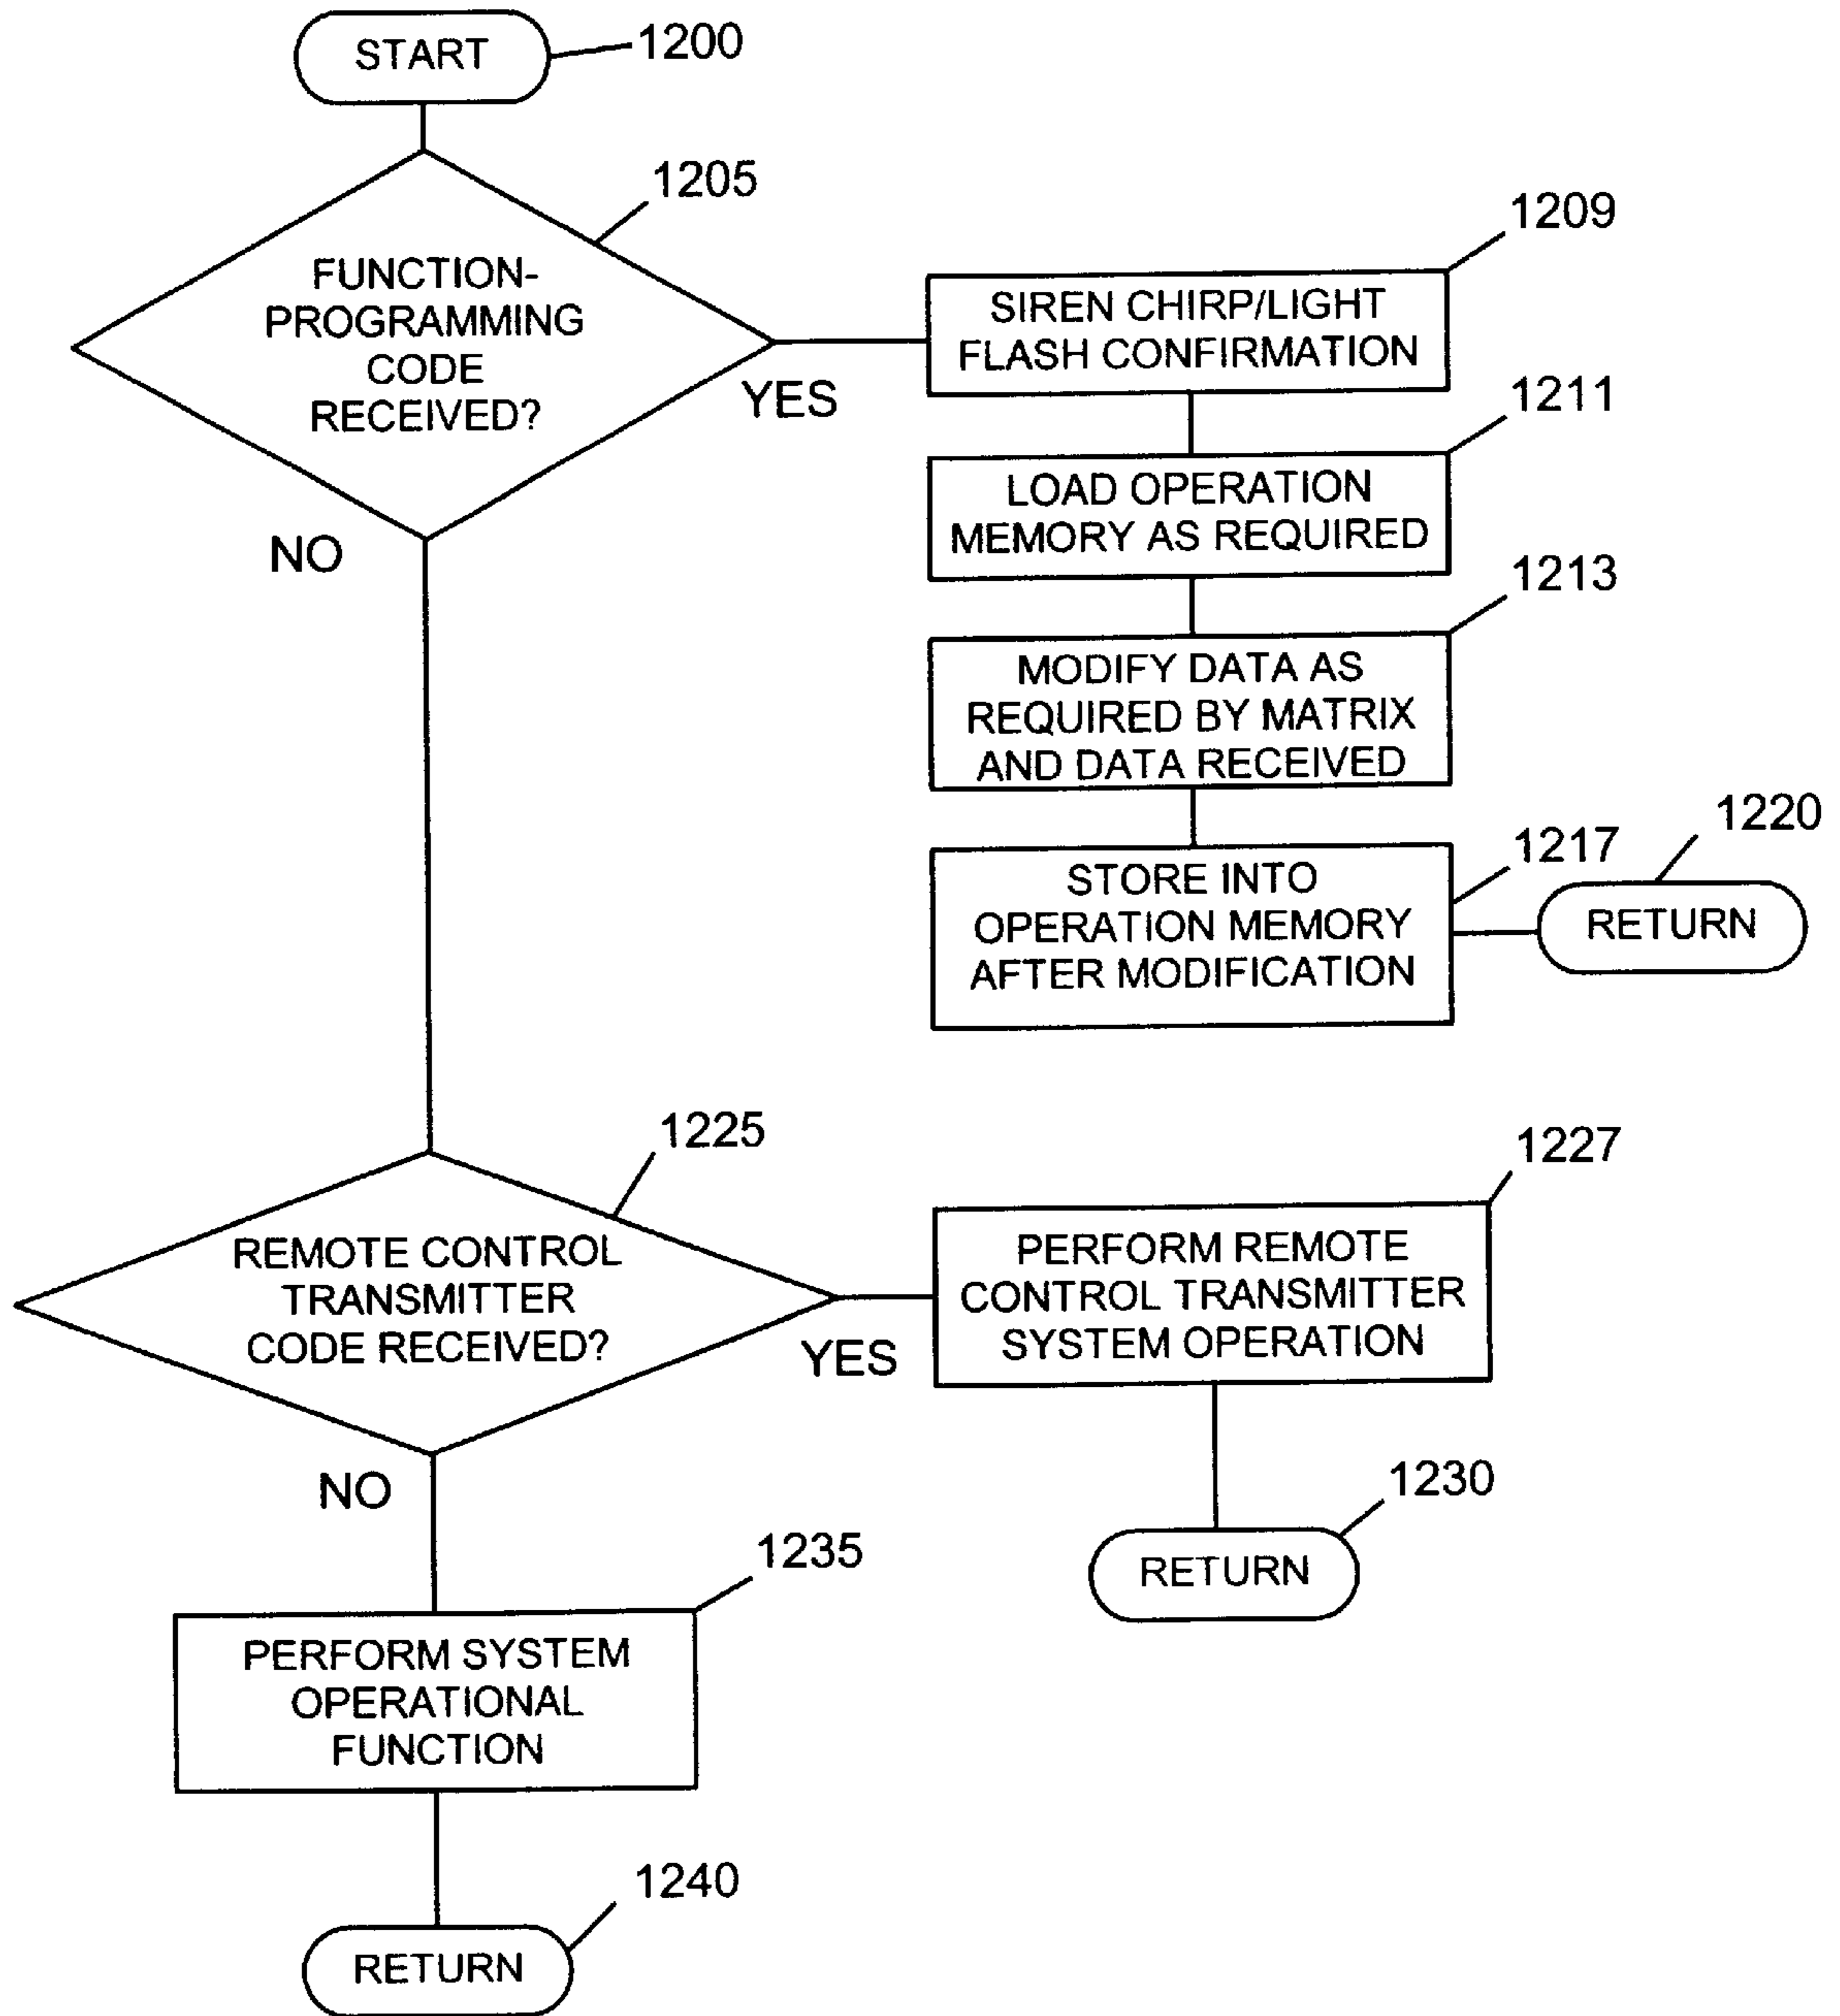 START
1200
1205
FUNCTION-
PROGRAMMING
CODE
RECEIVED?
YES
NO
1209
SIREN CHIRP/LIGHT
FLASH CONFIRMATION
1211
LOAD OPERATION
MEMORY AS REQUIRED
1213
MODIFY DATA AS
REQUIRED BY MATRIX
AND DATA RECEIVED
1217
STORE INTO
OPERATION MEMORY
AFTER MODIFICATION
1220
RETURN
1225
REMOTE CONTROL
TRANSMITTER
CODE RECEIVED?
YES
NO
1227
PERFORM REMOTE
CONTROL TRANSMITTER
SYSTEM OPERATION
1230
RETURN
1235
PERFORM SYSTEM
OPERATIONAL
FUNCTION
1240
RETURN